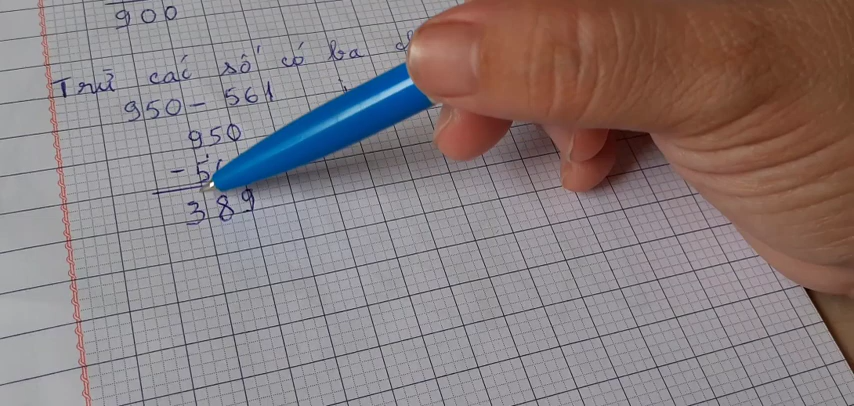 900
Trừ các số có ba
950 - 561
950
- 5
389